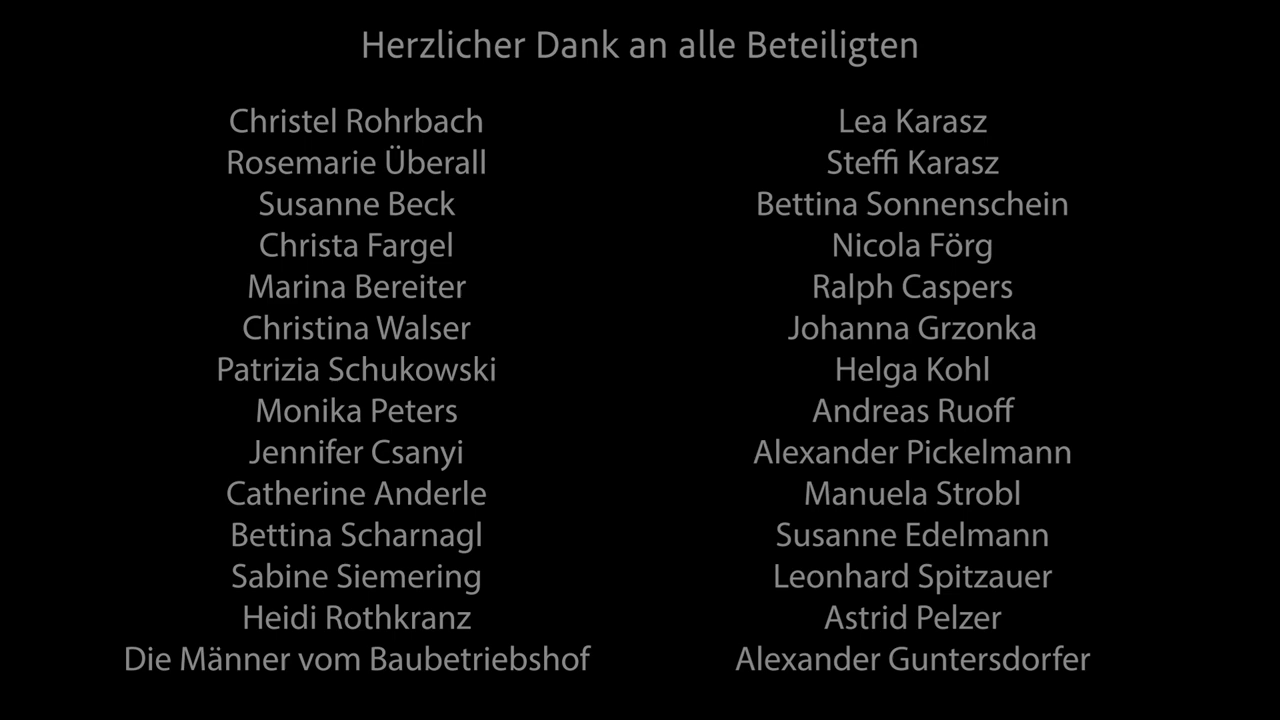 Herzlicher Dank an alle Beteiligten
Christel Rohrbach
Rosemarie Überall
Susanne Beck
Christa Fargel
Marina Bereiter
Christina Walser
Patrizia Schukowski
Monika Peters
Jennifer Csanyi
Catherine Anderle
Bettina Scharnagl
Sabine Siemering
Heidi Rothkranz
Die Männer vom Baubetriebshof
Lea Karasz
Steffi Karasz
Bettina Sonnenschein
Nicola Förg
Ralph Caspers
Johanna Grzonka
Helga Kohl
Andreas Ruoff
Alexander Pickelmann
Manuela Strobl
Susanne Edelmann
Leonhard Spitzauer
Astrid Pelzer
Alexander Guntersdorfer